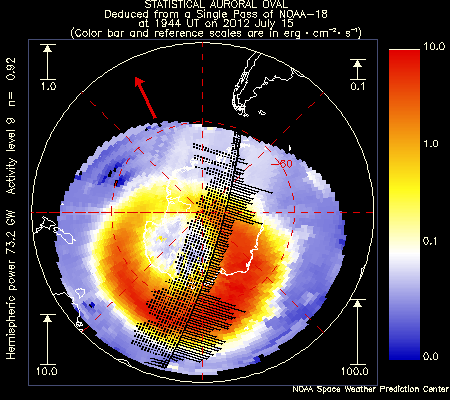 STATISTICAL AURORAL OVAL
Deduced from a Single Pass of NOAA-18
at 1944 UT on 2012 July 15
(Color bar and reference scales are in erg · cm⁻² · s⁻¹)
1.0
0.1
10.0
1.0
0.1
0.0
-60
Hemispheric power 73.2 GW Activity level 9 n= 0.92
10.0
100.0
NOAA Space Weather Prediction Center